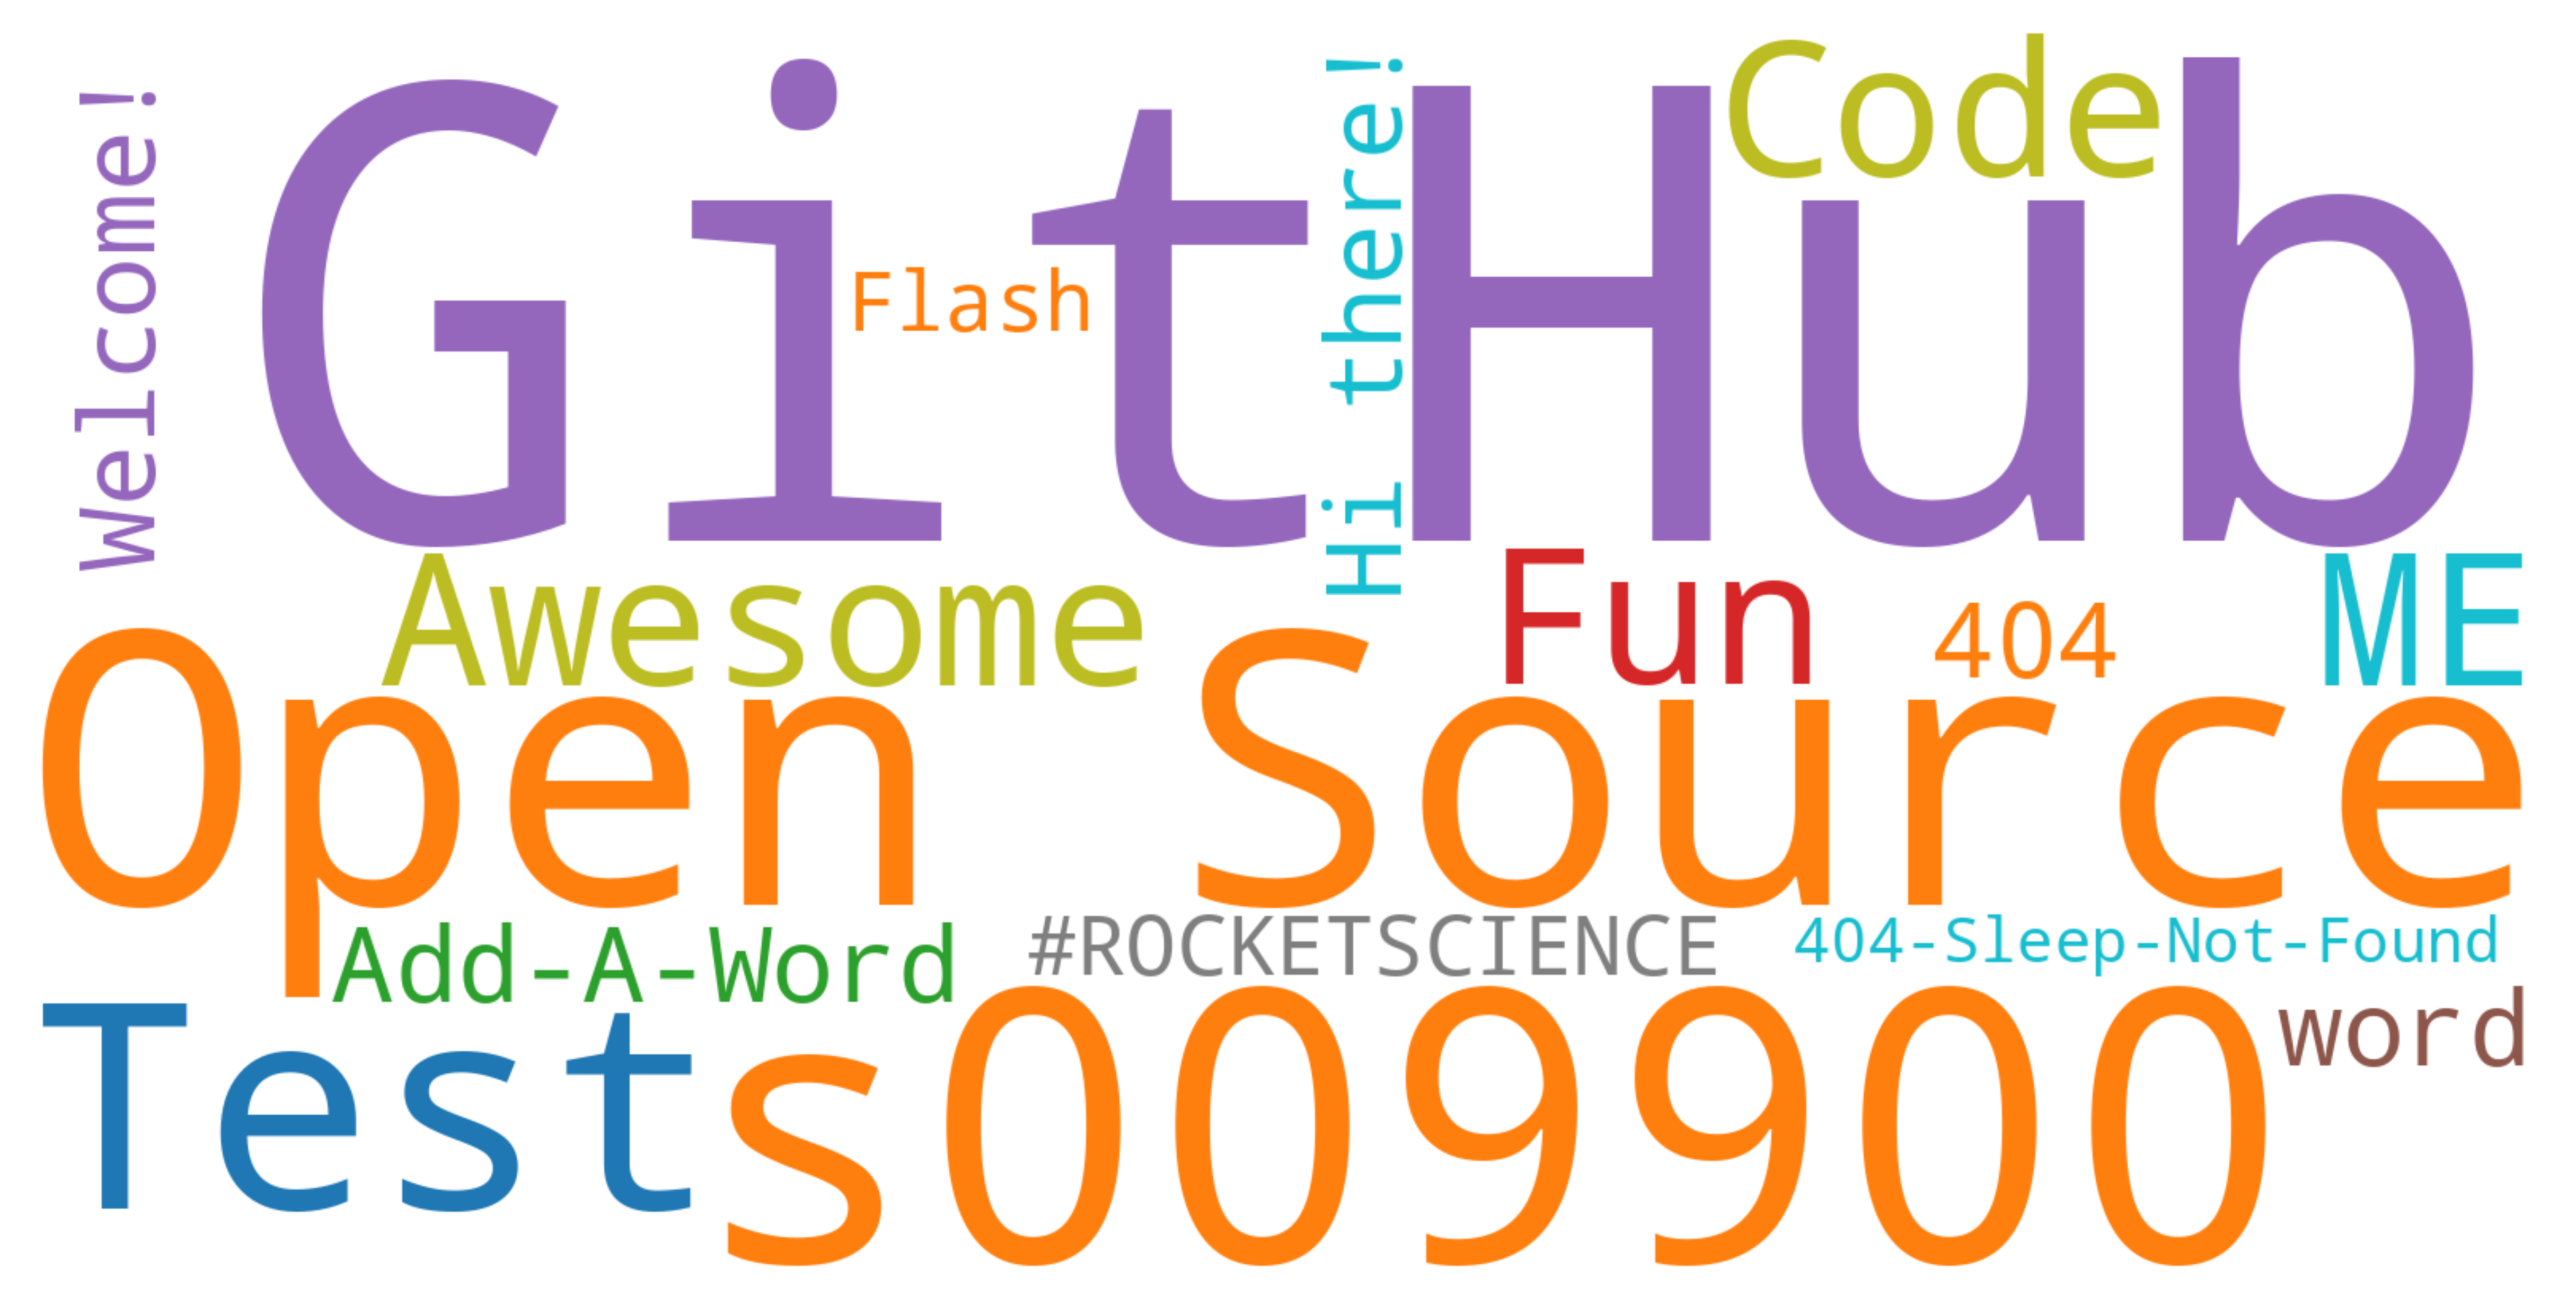 Welcome!
GitHub
Hi there!
Code
Flash
Awesome
Fun
404
ME
Open Source
Add-A-Word
#ROCKETSCIENCE
404-Sleep-Not-Found
Test
s009900
word